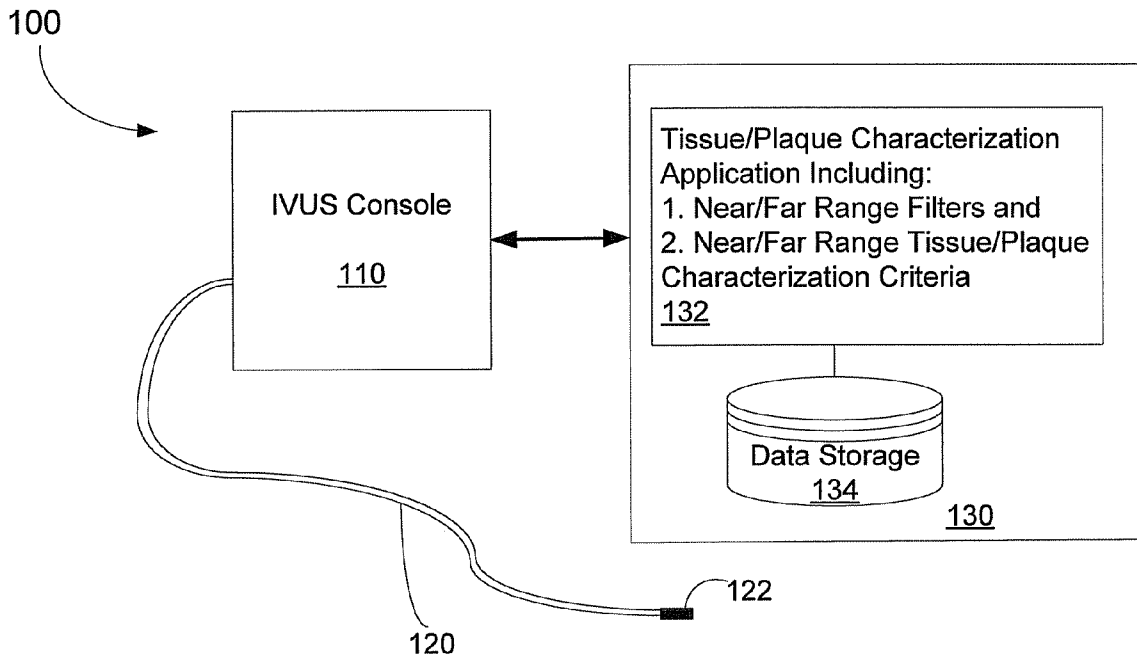 100
IVUS Console
110
Tissue/Plaque Characterization
Application Including:
1. Near/Far Range Filters and
2. Near/Far Range Tissue/Plaque
Characterization Criteria
132
Data Storage
134
130
122
120